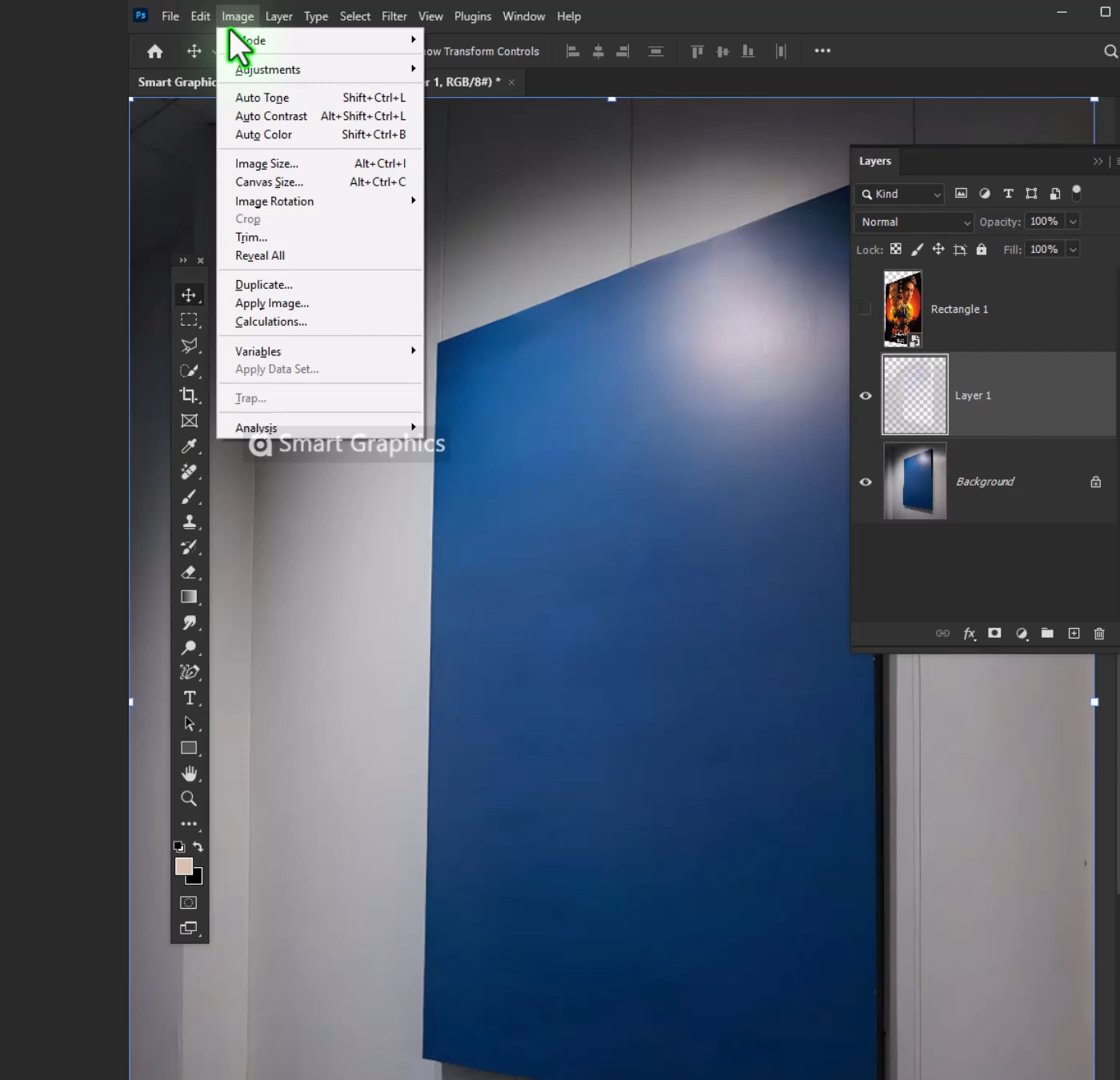 Ps File Edit Image Layer Type Select Filter View Plugins Window Help
ow Transform Controls
Smart Graphic
r 1, RGB/8#) * ×
ode
Adjustments
Auto Tone Shift+Ctrl+L
Auto Contrast Alt+Shift+Ctrl+L
Auto Color Shift+Ctrl+B
Image Size... Alt+Ctrl+I
Canvas Size... Alt+Ctrl+C
Image Rotation
Crop
Trim...
Reveal All
Duplicate...
Apply Image...
Calculations...
Variables
Apply Data Set...
Trap...
Analysis
Smart Graphics
Layers
Kind
Normal Opacity: 100%
Lock: Fill: 100%
Rectangle 1
Layer 1
Background